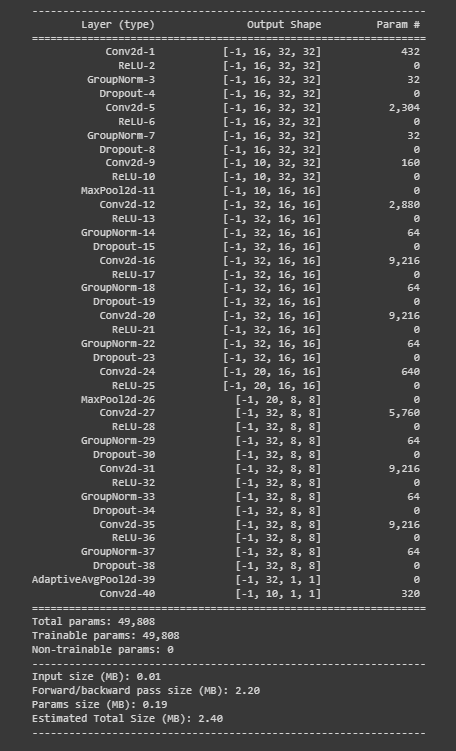 ----------------------------------------------------------------
Layer (type) Output Shape Param #
================================================================
Conv2d-1 [-1, 16, 32, 32] 432
ReLU-2 [-1, 16, 32, 32] 0
GroupNorm-3 [-1, 16, 32, 32] 32
Dropout-4 [-1, 16, 32, 32] 0
Conv2d-5 [-1, 16, 32, 32] 2,304
ReLU-6 [-1, 16, 32, 32] 0
GroupNorm-7 [-1, 16, 32, 32] 32
Dropout-8 [-1, 16, 32, 32] 0
Conv2d-9 [-1, 10, 32, 32] 160
ReLU-10 [-1, 10, 32, 32] 0
MaxPool2d-11 [-1, 10, 16, 16] 0
Conv2d-12 [-1, 32, 16, 16] 2,880
ReLU-13 [-1, 32, 16, 16] 0
GroupNorm-14 [-1, 32, 16, 16] 64
Dropout-15 [-1, 32, 16, 16] 0
Conv2d-16 [-1, 32, 16, 16] 9,216
ReLU-17 [-1, 32, 16, 16] 0
GroupNorm-18 [-1, 32, 16, 16] 64
Dropout-19 [-1, 32, 16, 16] 0
Conv2d-20 [-1, 32, 16, 16] 9,216
ReLU-21 [-1, 32, 16, 16] 0
GroupNorm-22 [-1, 32, 16, 16] 64
Dropout-23 [-1, 32, 16, 16] 0
Conv2d-24 [-1, 20, 16, 16] 640
ReLU-25 [-1, 20, 16, 16] 0
MaxPool2d-26 [-1, 20, 8, 8] 0
Conv2d-27 [-1, 32, 8, 8] 5,760
ReLU-28 [-1, 32, 8, 8] 0
GroupNorm-29 [-1, 32, 8, 8] 64
Dropout-30 [-1, 32, 8, 8] 0
Conv2d-31 [-1, 32, 8, 8] 9,216
ReLU-32 [-1, 32, 8, 8] 0
GroupNorm-33 [-1, 32, 8, 8] 64
Dropout-34 [-1, 32, 8, 8] 0
Conv2d-35 [-1, 32, 8, 8] 9,216
ReLU-36 [-1, 32, 8, 8] 0
GroupNorm-37 [-1, 32, 8, 8] 64
Dropout-38 [-1, 32, 8, 8] 0
AdaptiveAvgPool2d-39 [-1, 32, 1, 1] 0
Conv2d-40 [-1, 10, 1, 1] 320
================================================================
Total params: 49,808
Trainable params: 49,808
Non-trainable params: 0
----------------------------------------------------------------
Input size (MB): 0.01
Forward/backward pass size (MB): 2.20
Params size (MB): 0.19
Estimated Total Size (MB): 2.40
----------------------------------------------------------------